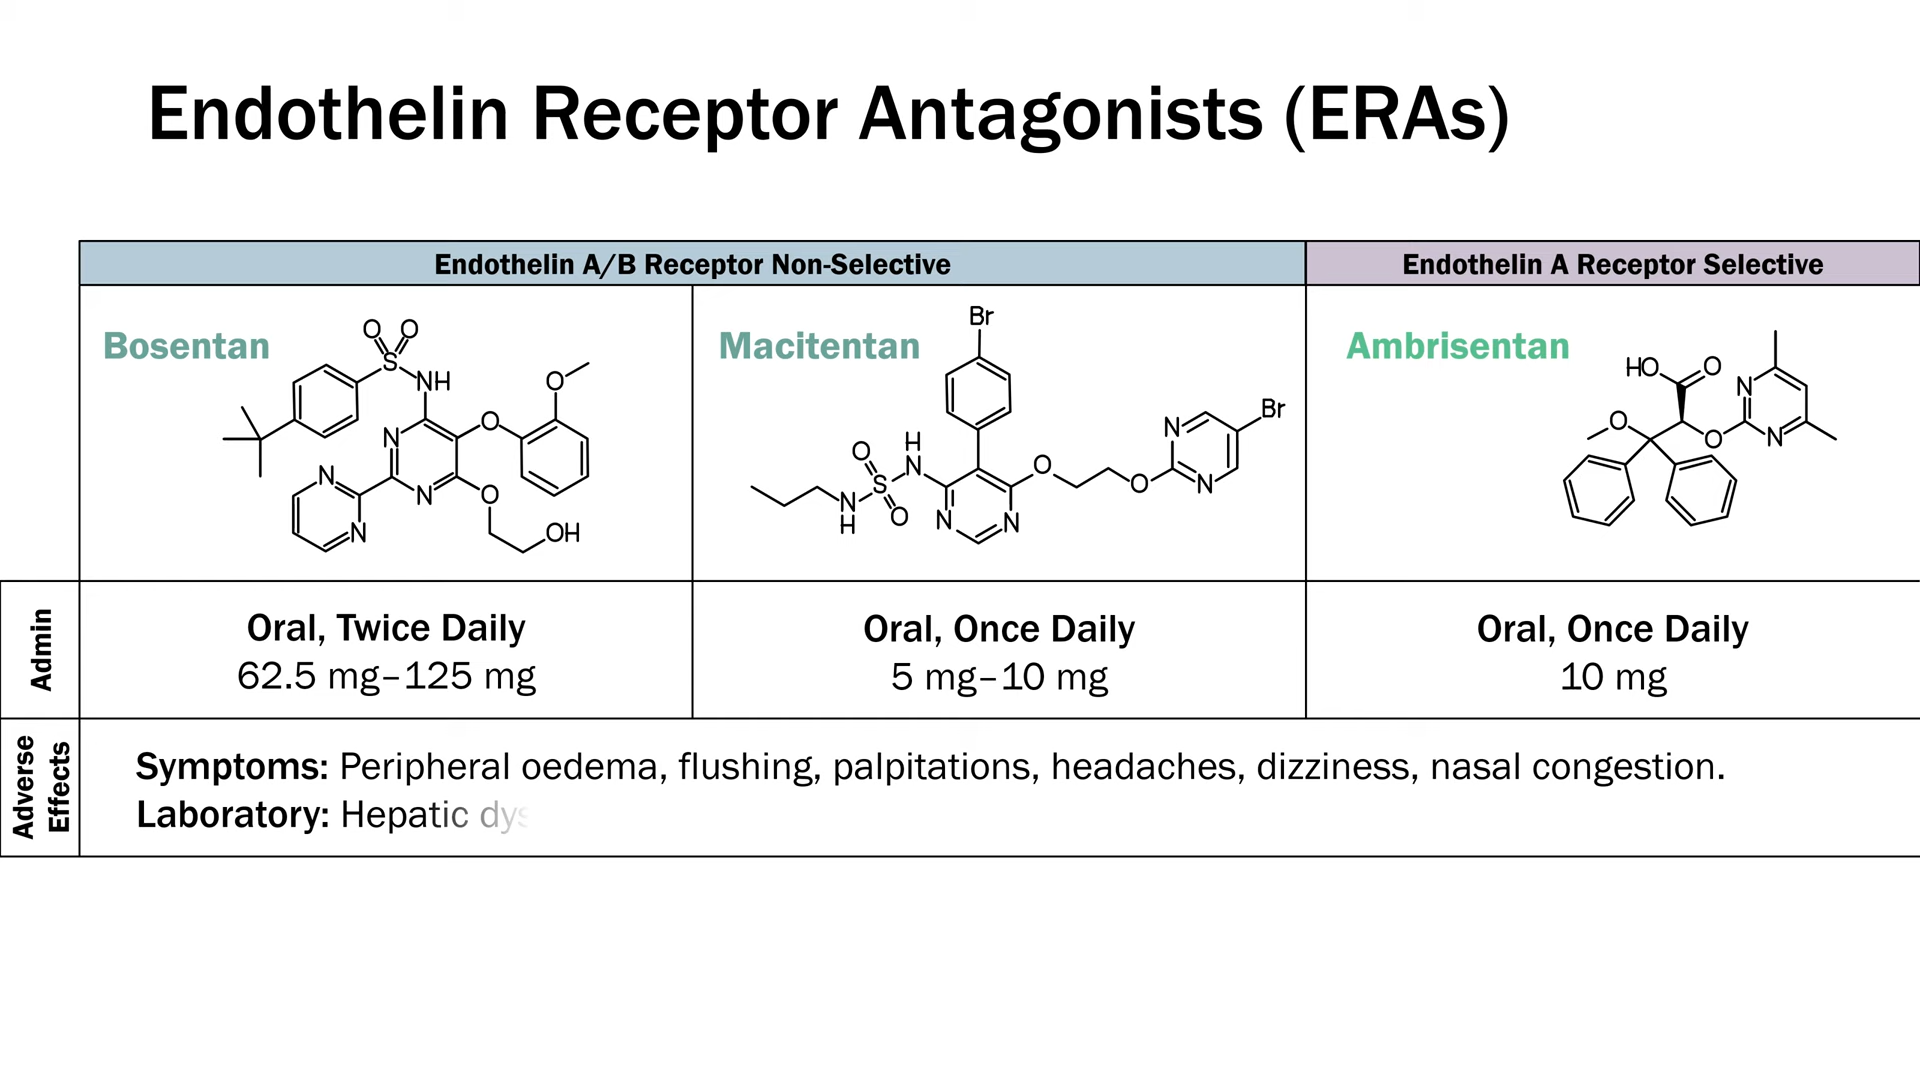 Endothelin Receptor Antagonists (ERAs)
Endothelin A/B Receptor Non-Selective
Endothelin A Receptor Selective
Bosentan
O O
S
NH
O
O
N
N
N
O
N
OH
Macitentan
Br
Br
N
O
H
N
O
S
O
N
N
H
O
N
N
Ambrisentan
HO
O
N
O
O
N
Admin
Oral, Twice Daily
62.5 mg–125 mg
Oral, Once Daily
5 mg–10 mg
Oral, Once Daily
10 mg
Adverse
Effects
Symptoms: Peripheral oedema, flushing, palpitations, headaches, dizziness, nasal congestion.
Laboratory: Hepatic dys